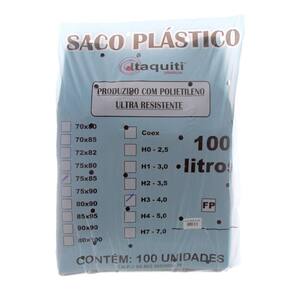 SACO PLÁSTICO
itaquiti
PRODUZIDO COM POLIETILENO
ULTRA RESISTENTE
70x80
70x85
72x82
75x80
75x85
75x90
80x90
85x95
90x93
80x100
Coex
H0 - 2,5
H1 - 3,0
H2 - 3,5
H3 - 4,0
H4 - 5,0
H7 - 7,0
100
litros
FP
CONTÉM: 100 UNIDADES